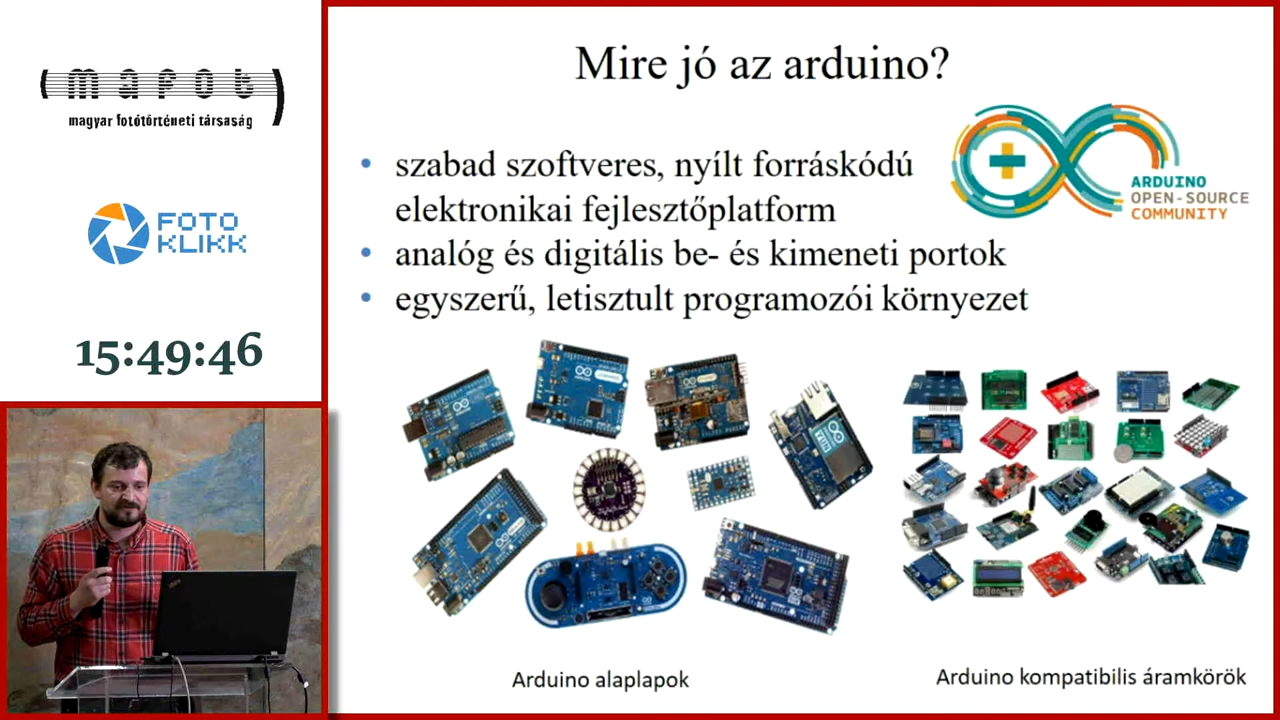 mafot
magyar fotótörténeti társaság
FOTO
KLIKK
15:49:46
Mire jó az arduino?
ARDUINO
OPEN-SOURCE
COMMUNITY
• szabad szoftveres, nyílt forráskódú
elektronikai fejlesztőplatform
• analóg és digitális be- és kimeneti portok
• egyszerű, letisztult programozói környezet
Arduino alaplapok
Arduino kompatibilis áramkörök